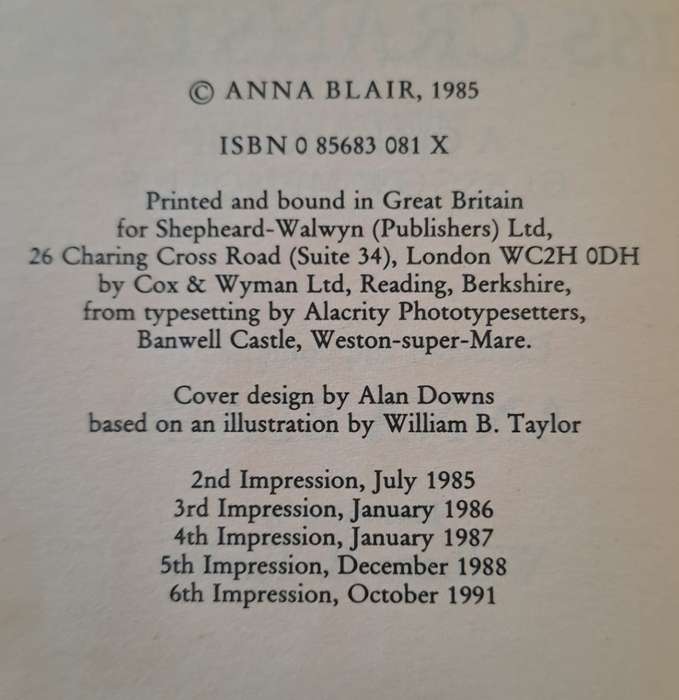 © ANNA BLAIR, 1985
ISBN 0 85683 081 X
Printed and bound in Great Britain
for Shepheard-Walwyn (Publishers) Ltd,
26 Charing Cross Road (Suite 34), London WC2H 0DH
by Cox & Wyman Ltd, Reading, Berkshire,
from typesetting by Alacrity Phototypesetters,
Banwell Castle, Weston-super-Mare.
Cover design by Alan Downs
based on an illustration by William B. Taylor
2nd Impression, July 1985
3rd Impression, January 1986
4th Impression, January 1987
5th Impression, December 1988
6th Impression, October 1991